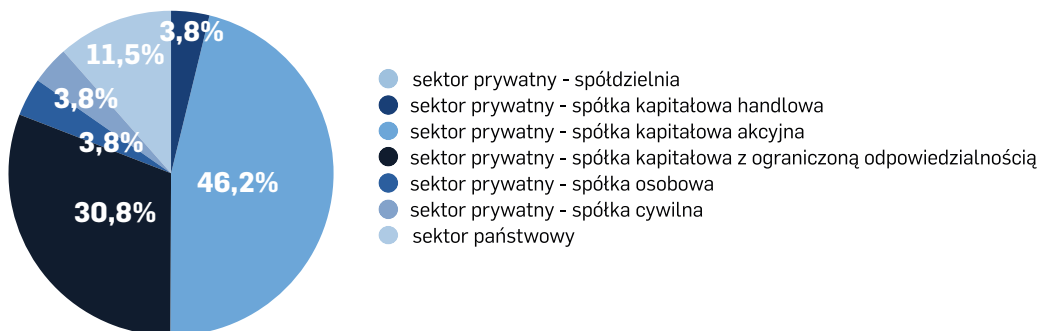 3,8%
11,5%
3,8%
3,8%
46,2%
30,8%
sektor prywatny - spółdzielnia
sektor prywatny - spółka kapitałowa handlowa
sektor prywatny - spółka kapitałowa akcyjna
sektor prywatny - spółka kapitałowa z ograniczoną odpowiedzialnością
sektor prywatny - spółka osobowa
sektor prywatny - spółka cywilna
sektor państwowy